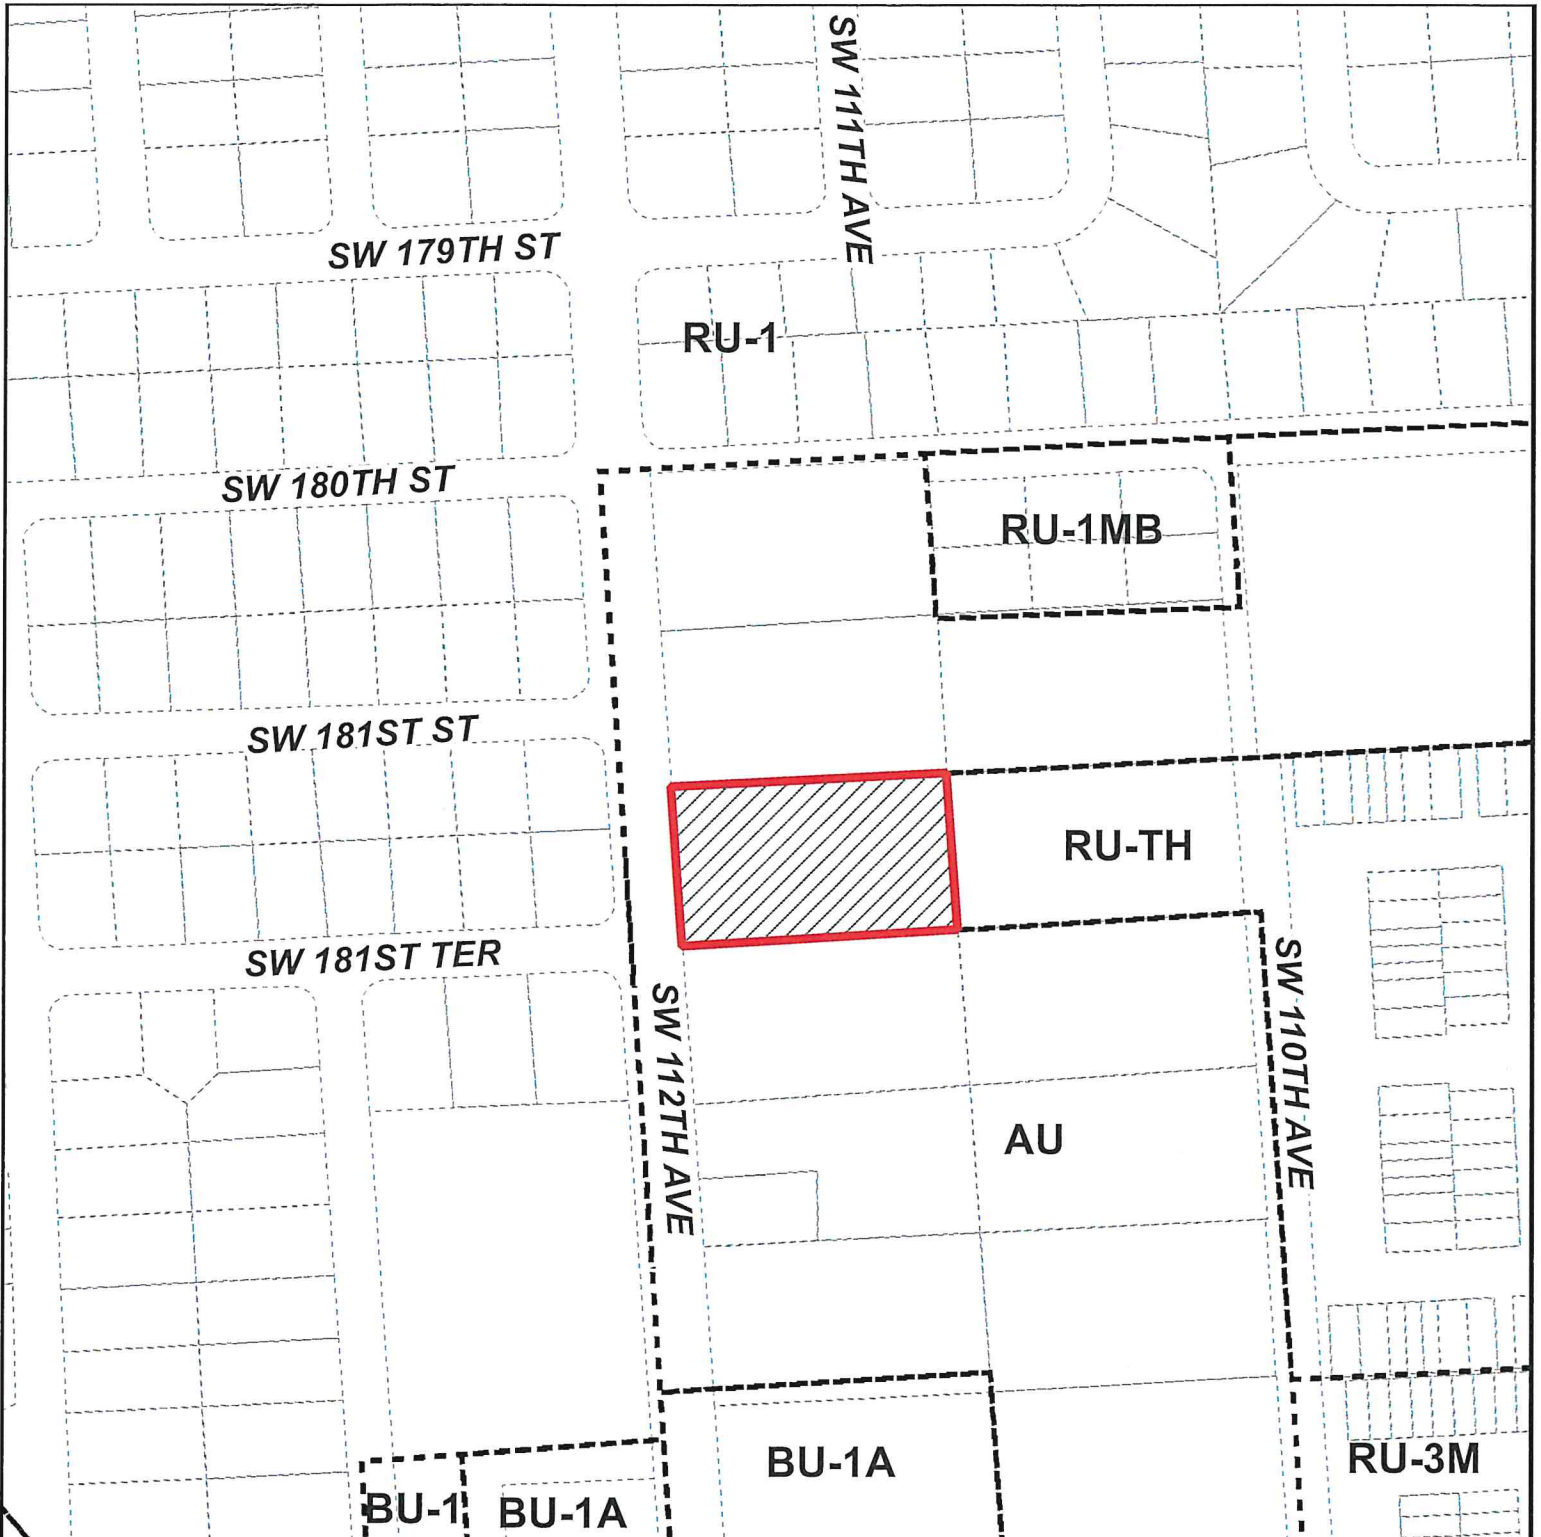 SW 111TH AVE
SW 179TH ST
RU-1
SW 180TH ST
RU-1MB
SW 181ST ST
RU-TH
SW 181ST TER
SW 112TH AVE
SW 110TH AVE
AU
BU-1A
RU-3M
BU-1
BU-1A